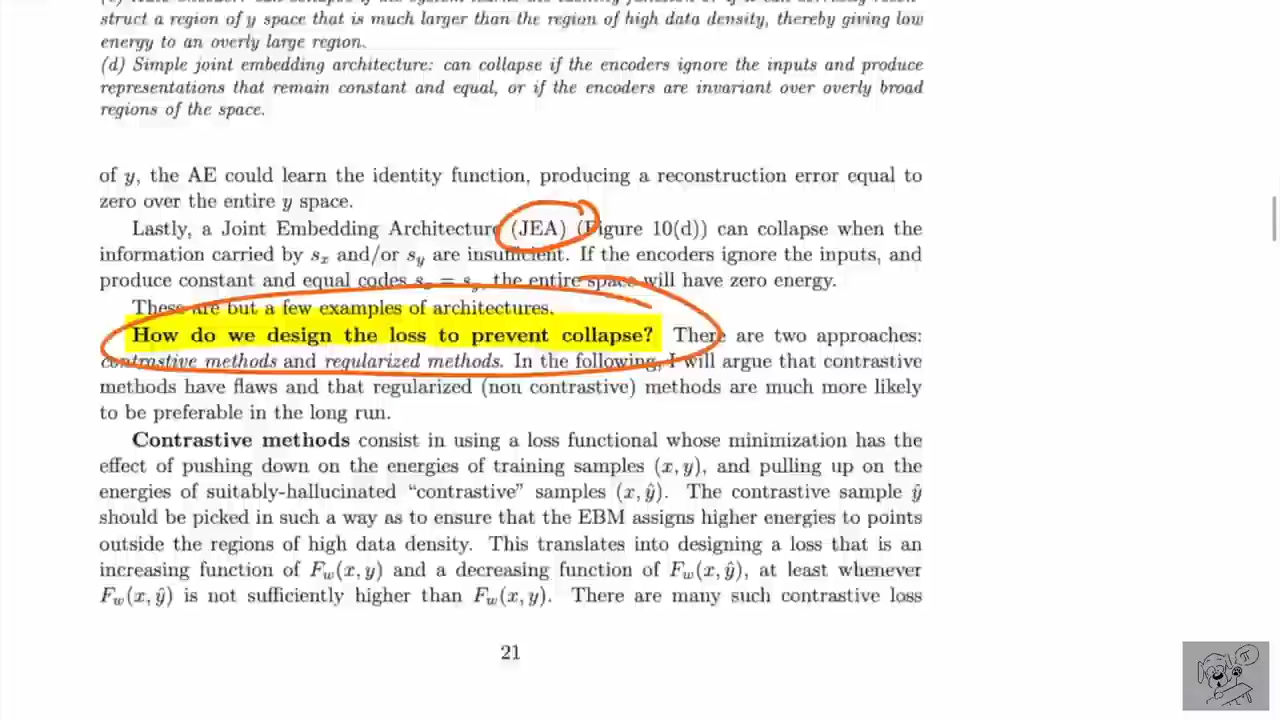 struct a region of y space that is much larger than the region of high data density, thereby giving low
energy to an overly large region.
(d) Simple joint embedding architecture: can collapse if the encoders ignore the inputs and produce
representations that remain constant and equal, or if the encoders are invariant over overly broad
regions of the space.
of y, the AE could learn the identity function, producing a reconstruction error equal to
zero over the entire y space.
Lastly, a Joint Embedding Architecture (JEA) (Figure 10(d)) can collapse when the
information carried by sₓ and/or s_y are insufficient. If the encoders ignore the inputs, and
produce constant and equal codes sₓ = s_y, the entire space will have zero energy.
These are but a few examples of architectures.
How do we design the loss to prevent collapse? There are two approaches:
contrastive methods and regularized methods. In the following, I will argue that contrastive
methods have flaws and that regularized (non contrastive) methods are much more likely
to be preferable in the long run.
Contrastive methods consist in using a loss functional whose minimization has the
effect of pushing down on the energies of training samples (x, y), and pulling up on the
energies of suitably-hallucinated “contrastive” samples (x, ŷ). The contrastive sample ŷ
should be picked in such a way as to ensure that the EBM assigns higher energies to points
outside the regions of high data density. This translates into designing a loss that is an
increasing function of F_w(x, y) and a decreasing function of F_w(x, ŷ), at least whenever
F_w(x, ŷ) is not sufficiently higher than F_w(x, y). There are many such contrastive loss
21
π